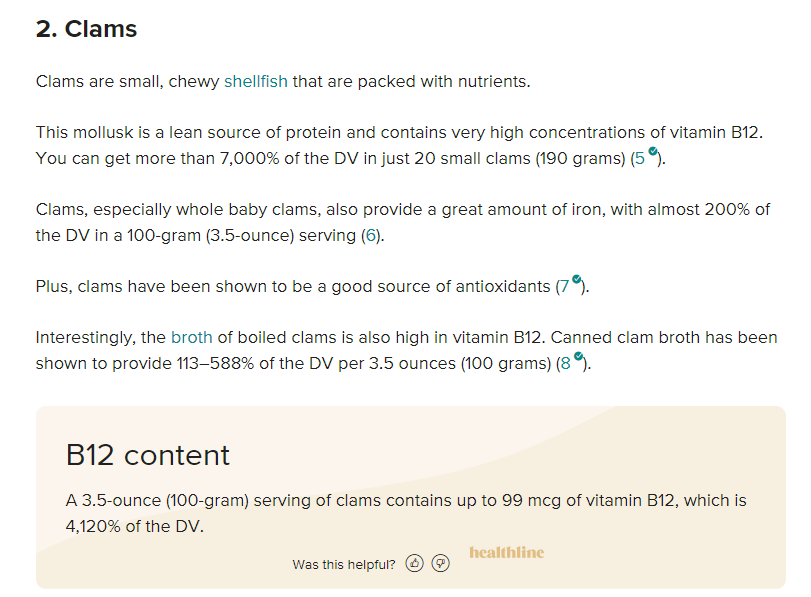 2. Clams
Clams are small, chewy shellfish that are packed with nutrients.
This mollusk is a lean source of protein and contains very high concentrations of vitamin B12.
You can get more than 7,000% of the DV in just 20 small clams (190 grams) (5).
Clams, especially whole baby clams, also provide a great amount of iron, with almost 200% of
the DV in a 100-gram (3.5-ounce) serving (6).
Plus, clams have been shown to be a good source of antioxidants (7).
Interestingly, the broth of boiled clams is also high in vitamin B12. Canned clam broth has been
shown to provide 113–588% of the DV per 3.5 ounces (100 grams) (8).
B12 content
A 3.5-ounce (100-gram) serving of clams contains up to 99 mcg of vitamin B12, which is
4,120% of the DV.
Was this helpful?
healthline